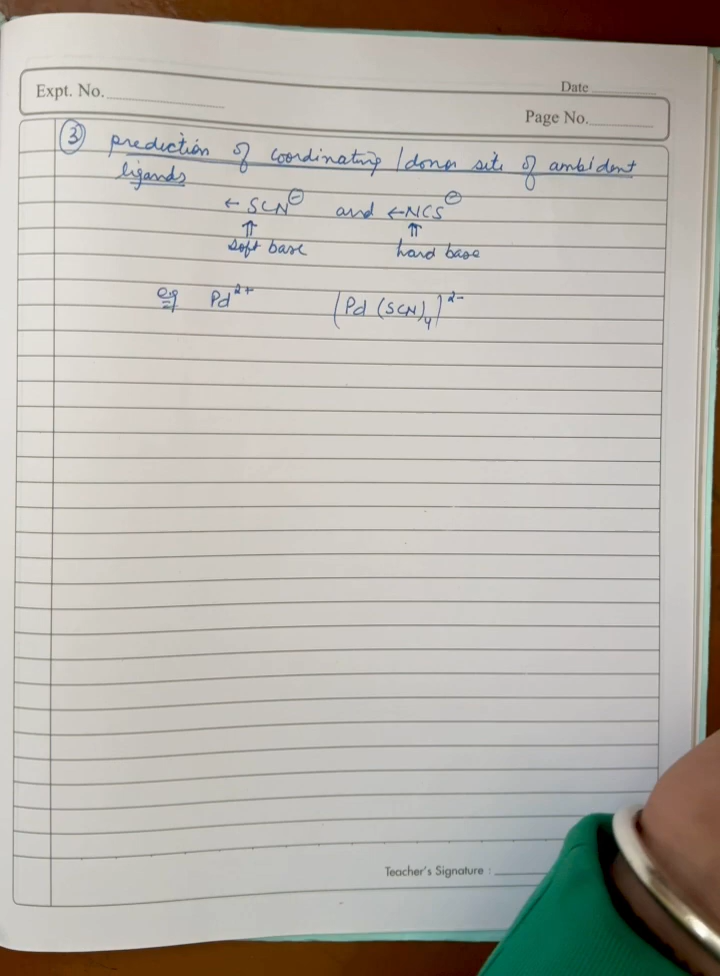 Expt. No.
Date
Page No.
③ prediction of coordinating / donor site of ambident
ligands
← SCN⊖ and ←NCS⊖
⇑ ⇑
soft base hard base
e.g Pd²⁺ [Pd (SCN)₄]²⁻
Teacher's Signature :